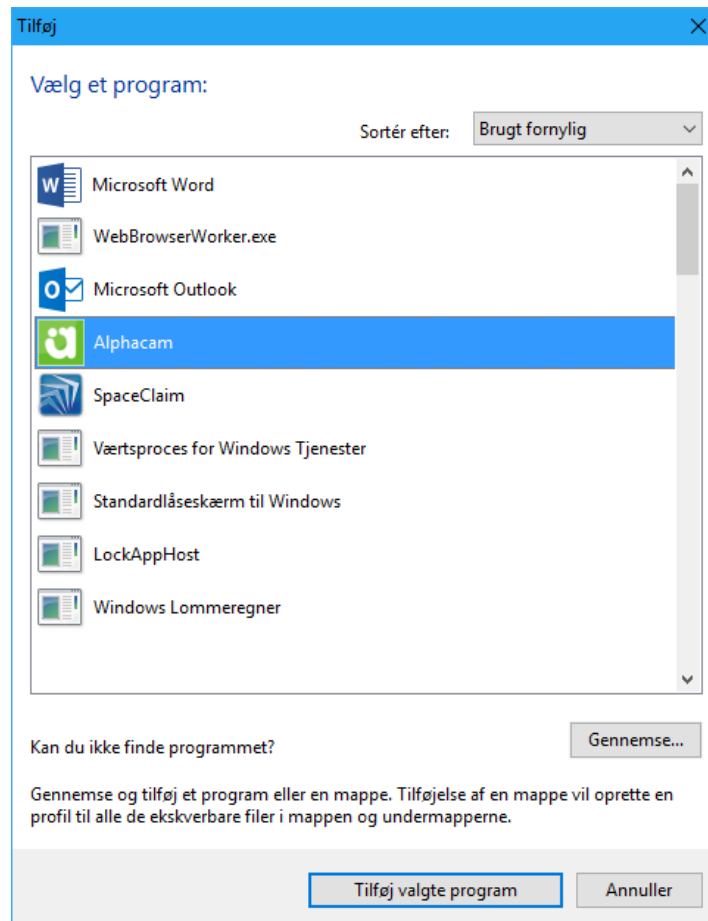 Tilføj
Vælg et program:
Sortér efter: Brugt fornylig
Microsoft Word
WebBrowserWorker.exe
Microsoft Outlook
Alphacam
SpaceClaim
Værtsproces for Windows Tjenester
Standardlåseskærm til Windows
LockAppHost
Windows Lommeregner
Kan du ikke finde programmet? Gennemse...
Gennemse og tilføj et program eller en mappe. Tilføjelse af en mappe vil oprette en
profil til alle de ekskverbare filer i mappen og undermapperne.
Tilføj valgte program Annuller